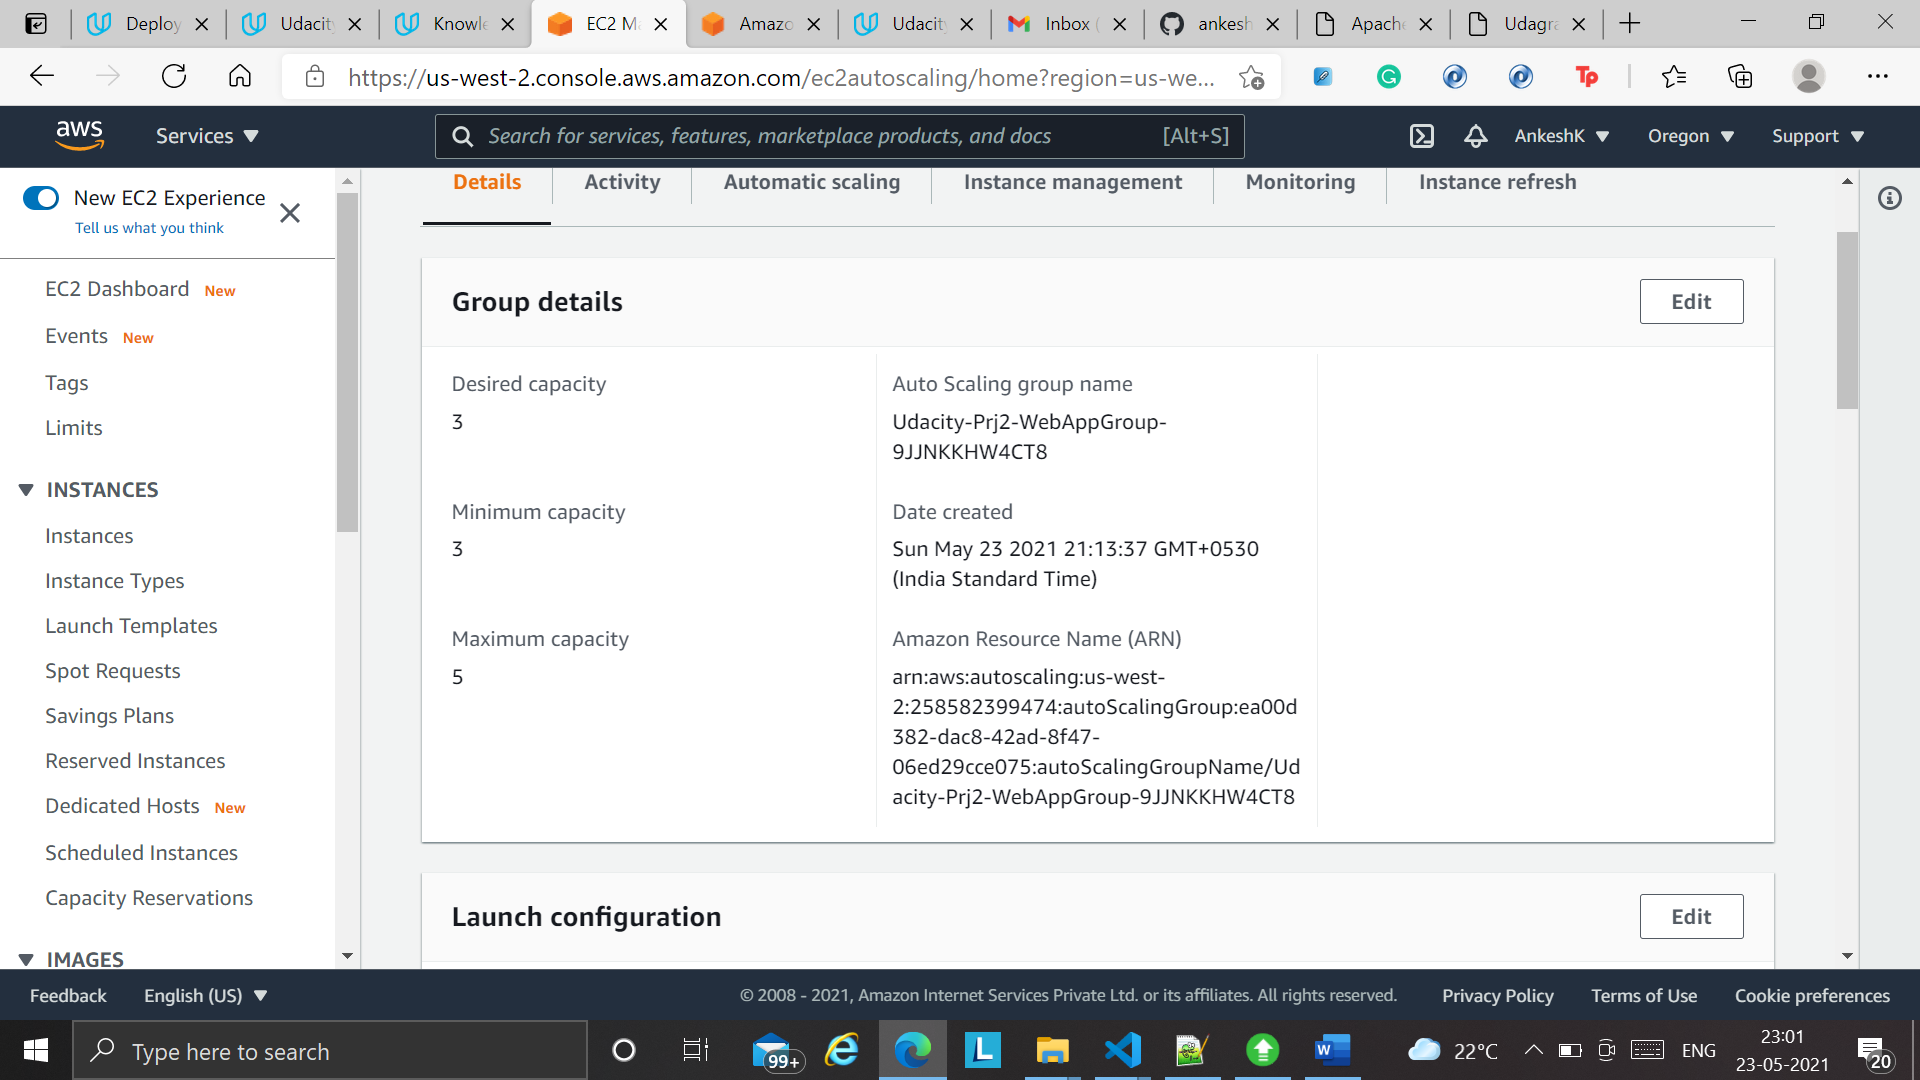 Deploy
Udacity
Knowle
EC2 Ma
Amazo
Udacity
Inbox (
ankesh
Apache
Udagra
https://us-west-2.console.aws.amazon.com/ec2autoscaling/home?region=us-we...
aws
Services
Search for services, features, marketplace products, and docs
[Alt+S]
AnkeshK
Oregon
Support
New EC2 Experience
Tell us what you think
EC2 Dashboard New
Events New
Tags
Limits
INSTANCES
Instances
Instance Types
Launch Templates
Spot Requests
Savings Plans
Reserved Instances
Dedicated Hosts New
Scheduled Instances
Capacity Reservations
IMAGES
Details
Activity
Automatic scaling
Instance management
Monitoring
Instance refresh
Group details
Edit
Desired capacity
3
Minimum capacity
3
Maximum capacity
5
Auto Scaling group name
Udacity-Prj2-WebAppGroup-
9JJNKKHW4CT8
Date created
Sun May 23 2021 21:13:37 GMT+0530
(India Standard Time)
Amazon Resource Name (ARN)
arn:aws:autoscaling:us-west-
2:258582399474:autoScalingGroup:ea00d
382-dac8-42ad-8f47-
06ed29cce075:autoScalingGroupName/Ud
acity-Prj2-WebAppGroup-9JJNKKHW4CT8
Launch configuration
Edit
Feedback
English (US)
© 2008 - 2021, Amazon Internet Services Private Ltd. or its affiliates. All rights reserved.
Privacy Policy
Terms of Use
Cookie preferences
Type here to search
99+
22°C
ENG
23:01
23-05-2021
20